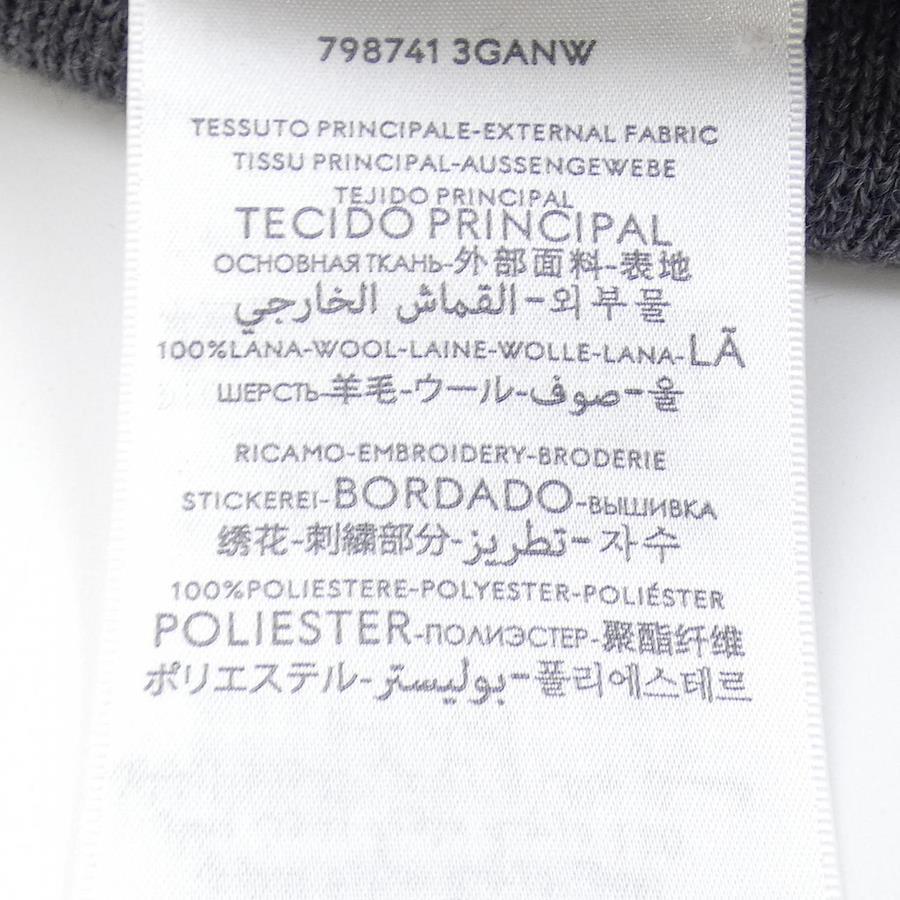 798741 3GANW
TESSUTO PRINCIPALE-EXTERNAL FABRIC
TISSU PRINCIPAL-AUSSENGEWEBE
TEJIDO PRINCIPAL
TECIDO PRINCIPAL
ОСНОВНАЯ ТКАНЬ-外部面料-表地
القماش الخارجي-외부물
100%LANA-WOOL-LAINE-WOLLE-LANA-LÃ
ШЕРСТЬ-羊毛-ウール-صوف-울
RICAMO-EMBROIDERY-BRODERIE
STICKEREI-BORDADO-ВЫШИВКА
绣花-刺繍部分-تطريز-자수
100%POLIESTERE-POLYESTER-POLIÉSTER
POLIESTER-ПОЛИЭСТЕР-聚酯纤维
ポリエステル-بوليستر-폴리에스테르